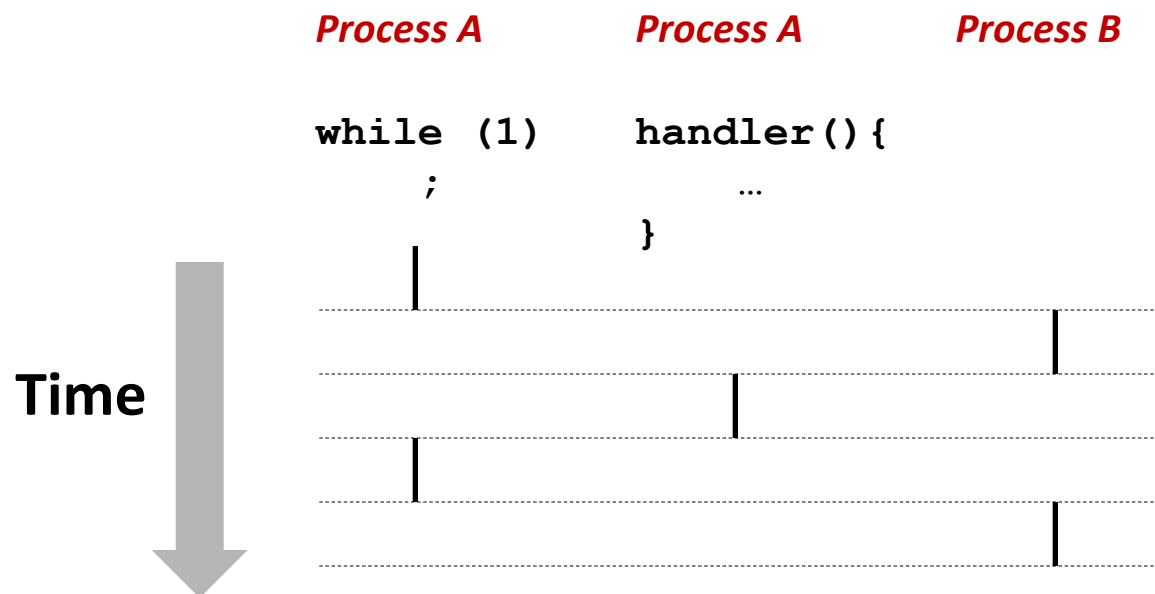 Process A Process A Process B
while (1) handler(){
; …
}
Time